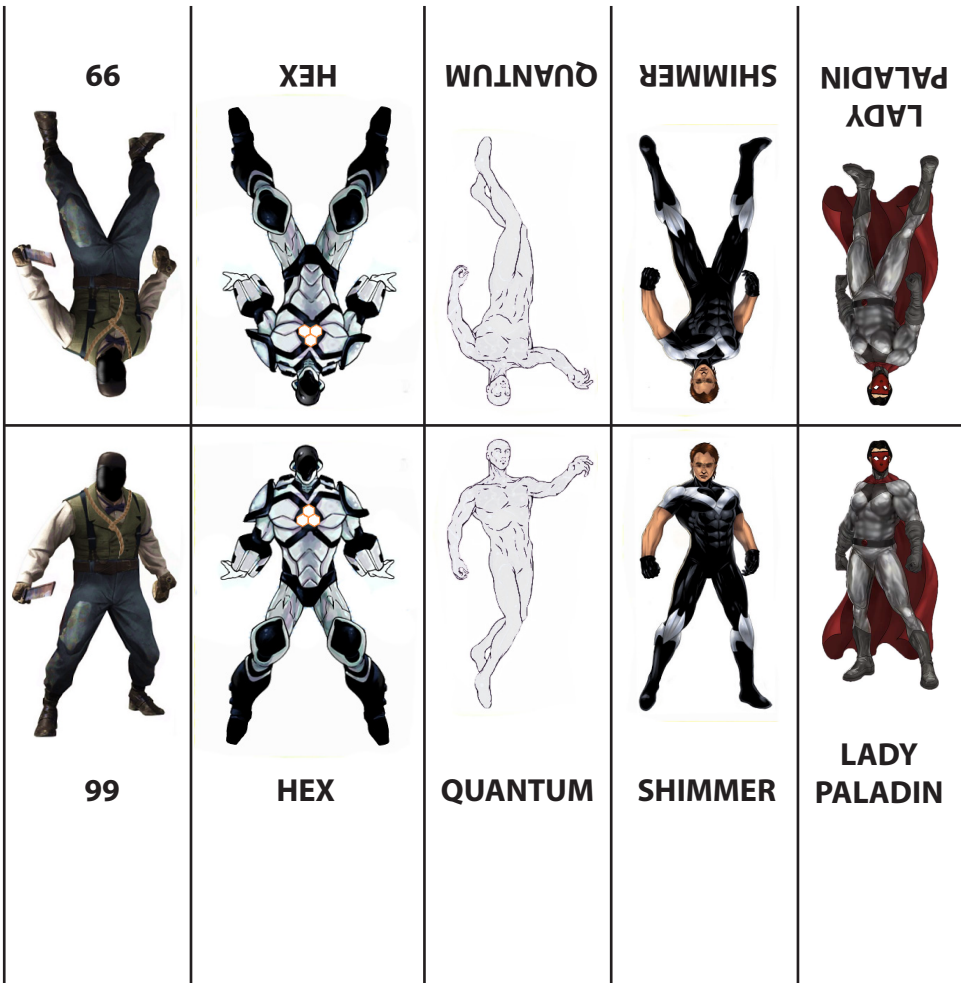 99
HEX
QUANTUM
SHIMMER
LADY
PALADIN
99
HEX
QUANTUM
SHIMMER
LADY
PALADIN